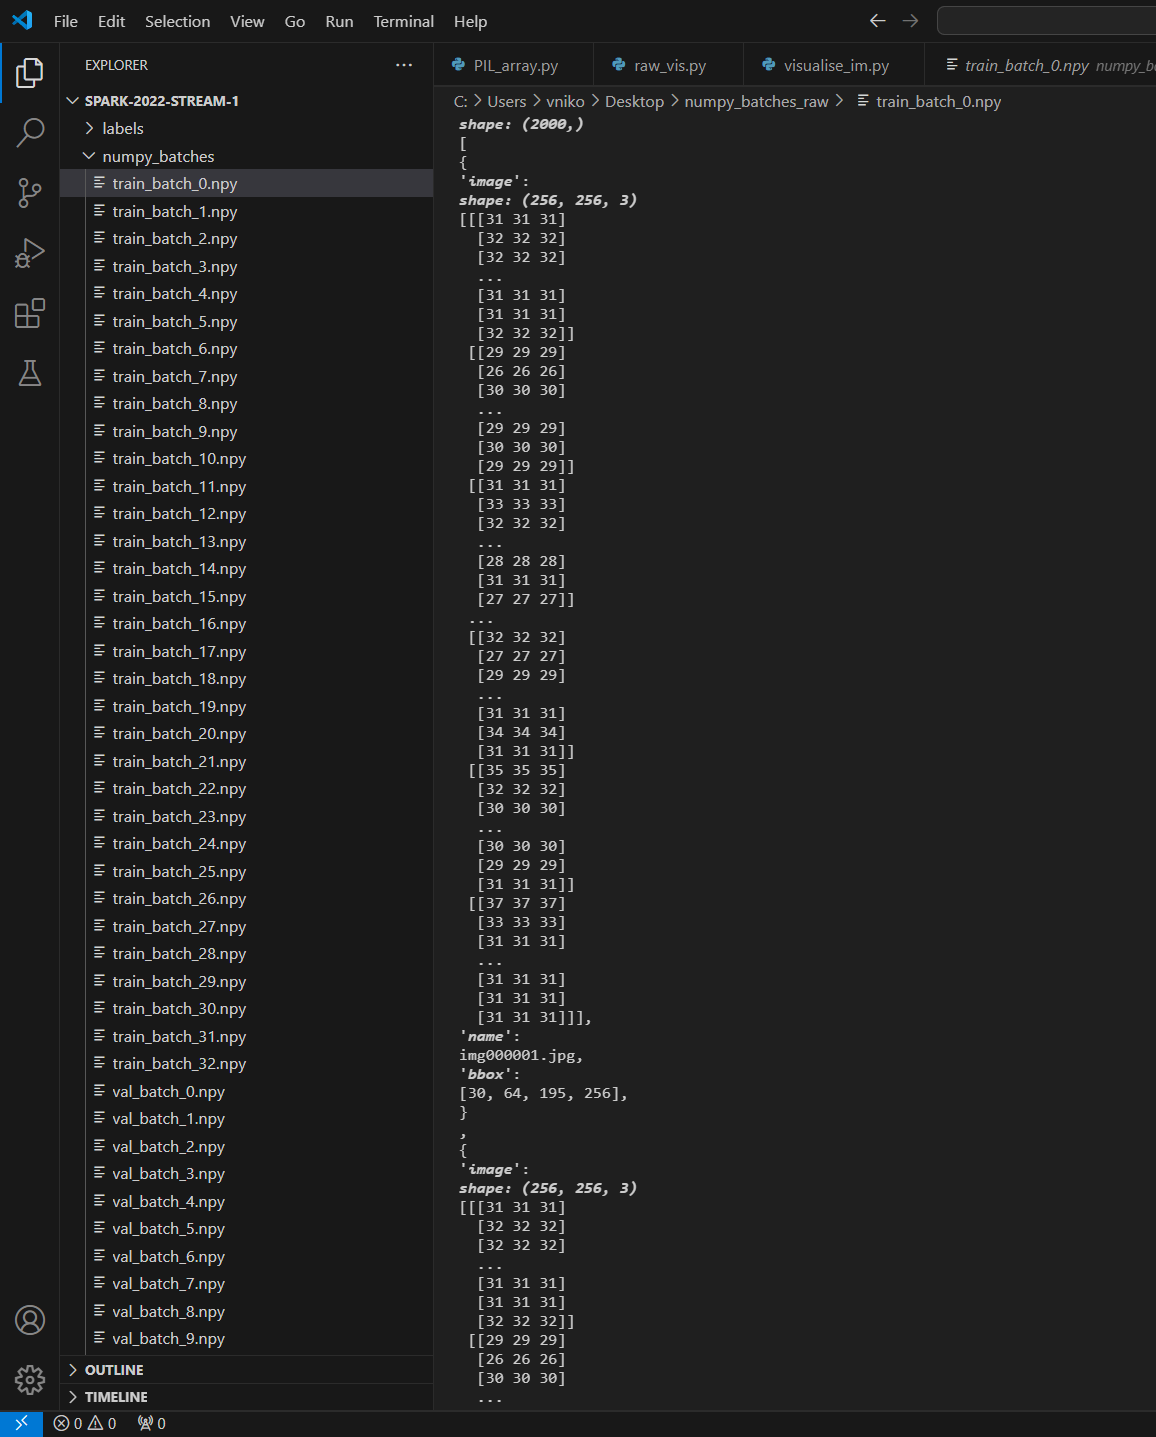 File Edit Selection View Go Run Terminal Help
EXPLORER
SPARK-2022-STREAM-1
labels
numpy_batches
train_batch_0.npy
train_batch_1.npy
train_batch_2.npy
train_batch_3.npy
train_batch_4.npy
train_batch_5.npy
train_batch_6.npy
train_batch_7.npy
train_batch_8.npy
train_batch_9.npy
train_batch_10.npy
train_batch_11.npy
train_batch_12.npy
train_batch_13.npy
train_batch_14.npy
train_batch_15.npy
train_batch_16.npy
train_batch_17.npy
train_batch_18.npy
train_batch_19.npy
train_batch_20.npy
train_batch_21.npy
train_batch_22.npy
train_batch_23.npy
train_batch_24.npy
train_batch_25.npy
train_batch_26.npy
train_batch_27.npy
train_batch_28.npy
train_batch_29.npy
train_batch_30.npy
train_batch_31.npy
train_batch_32.npy
val_batch_0.npy
val_batch_1.npy
val_batch_2.npy
val_batch_3.npy
val_batch_4.npy
val_batch_5.npy
val_batch_6.npy
val_batch_7.npy
val_batch_8.npy
val_batch_9.npy
OUTLINE
TIMELINE
PIL_array.py raw_vis.py visualise_im.py train_batch_0.npy
C: > Users > vniko > Desktop > numpy_batches_raw > train_batch_0.npy
shape: (2000,)
[
{
'image':
shape: (256, 256, 3)
[[[31 31 31]
[32 32 32]
[32 32 32]
...
[31 31 31]
[31 31 31]
[32 32 32]]
[[29 29 29]
[26 26 26]
[30 30 30]
...
[29 29 29]
[30 30 30]
[29 29 29]]
[[31 31 31]
[33 33 33]
[32 32 32]
...
[28 28 28]
[31 31 31]
[27 27 27]]
...
[[32 32 32]
[27 27 27]
[29 29 29]
...
[31 31 31]
[34 34 34]
[31 31 31]]
[[35 35 35]
[32 32 32]
[30 30 30]
...
[30 30 30]
[29 29 29]
[31 31 31]]
[[37 37 37]
[33 33 33]
[31 31 31]
...
[31 31 31]
[31 31 31]
[31 31 31]]],
'name':
img000001.jpg,
'bbox':
[30, 64, 195, 256],
}
,
{
'image':
shape: (256, 256, 3)
[[[31 31 31]
[32 32 32]
[32 32 32]
...
[31 31 31]
[31 31 31]
[32 32 32]]
[[29 29 29]
[26 26 26]
[30 30 30]
...
0 0 0